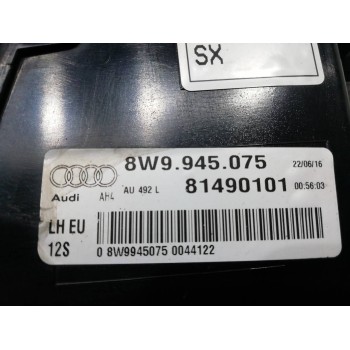 SX
8W9.945.075 22/06/16
Audi AH4 AU 492 L 81490101 00:56:03
LH EU
12S 0 8W9945075 0044122